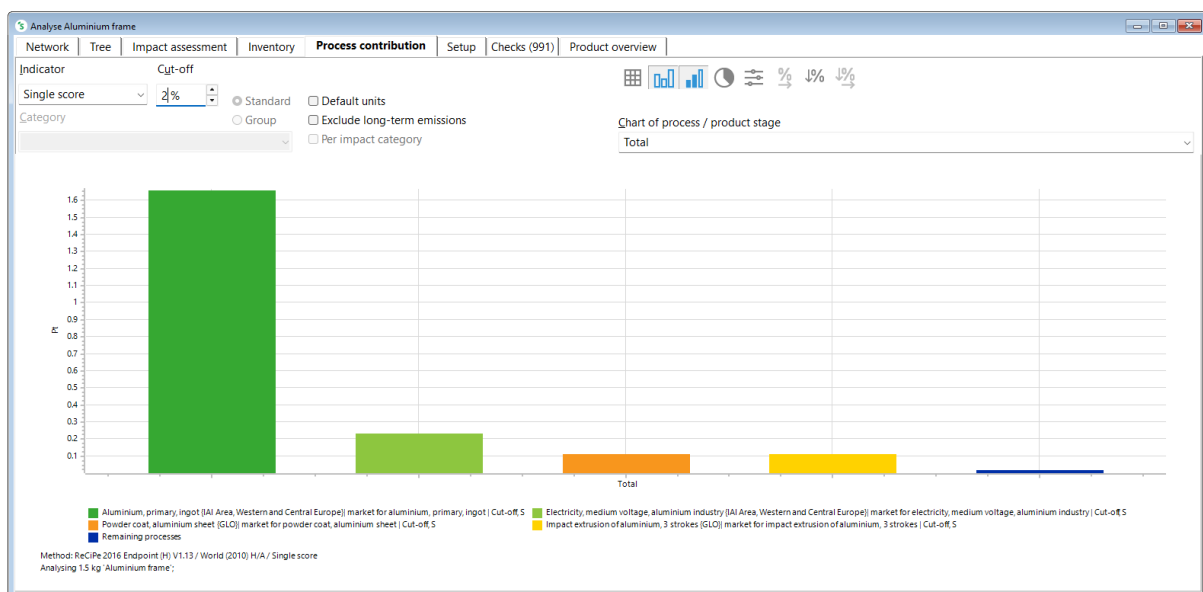 Analyse Aluminium frame
Network Tree Impact assessment Inventory Process contribution Setup Checks (991) Product overview
Indicator Cut-off
Single score 2% Standard Default units
Category Group Exclude long-term emissions
Per impact category
Chart of process / product stage
Total
1.6
1.5
1.4
1.3
1.2
1.1
1
0.9
0.8
0.7
0.6
0.5
0.4
0.3
0.2
0.1
Pt
Total
Aluminium, primary, ingot {IAI Area, Western and Central Europe}| market for aluminium, primary, ingot | Cut-off, S Electricity, medium voltage, aluminium industry {IAI Area, Western and Central Europe}| market for electricity, medium voltage, aluminium industry | Cut-off, S
Powder coat, aluminium sheet {GLO}| market for powder coat, aluminium sheet | Cut-off, S Impact extrusion of aluminium, 3 strokes {GLO}| market for impact extrusion of aluminium, 3 strokes | Cut-off, S
Remaining processes
Method: ReCiPe 2016 Endpoint (H) V1.13 / World (2010) H/A / Single score
Analysing 1.5 kg 'Aluminium frame';